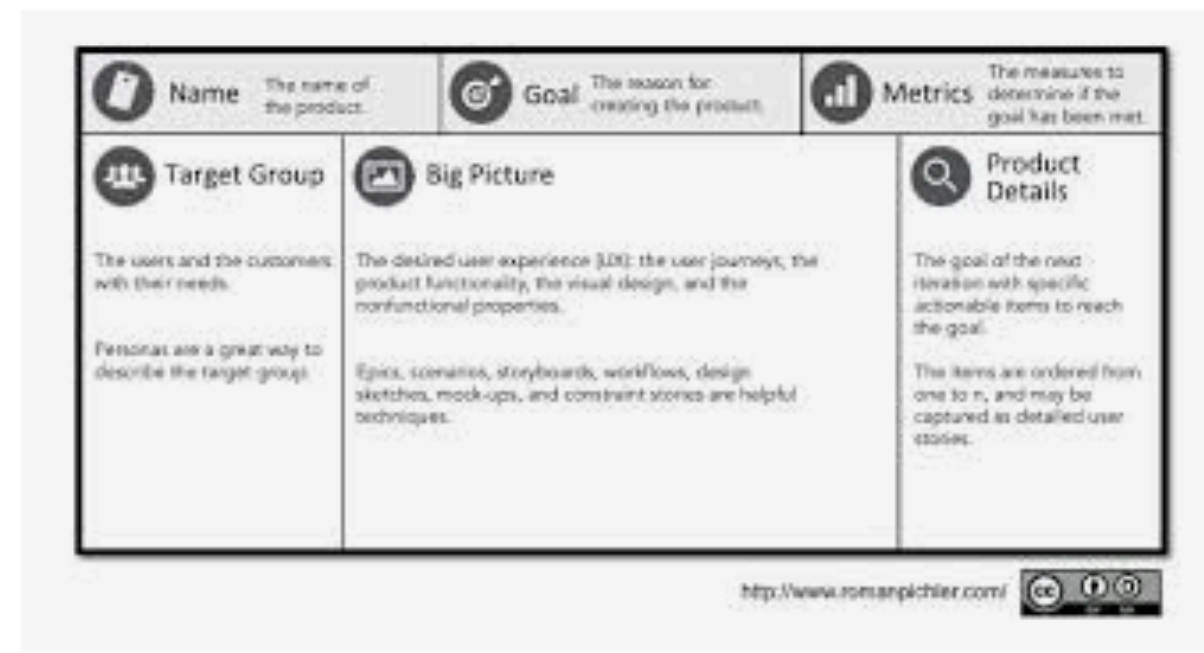 Name
The name of
the product.
Goal
The reason for
creating the product.
Metrics
The measures to
determine if the
goal has been met.
Target Group
The users and the customers
with their needs.
Personas are a great way to
describe the target group.
Big Picture
The desired user experience (UX): the user journeys, the
product functionality, the visual design, and the
nonfunctional properties.
Epics, scenarios, storyboards, workflows, design
sketches, mock-ups, and constraint stories are helpful
techniques.
Product
Details
The goal of the next
iteration with specific
actionable items to reach
the goal.
The items are ordered from
one to n, and may be
captured as detailed user
stories.
http://www.romanpichler.com/
cc